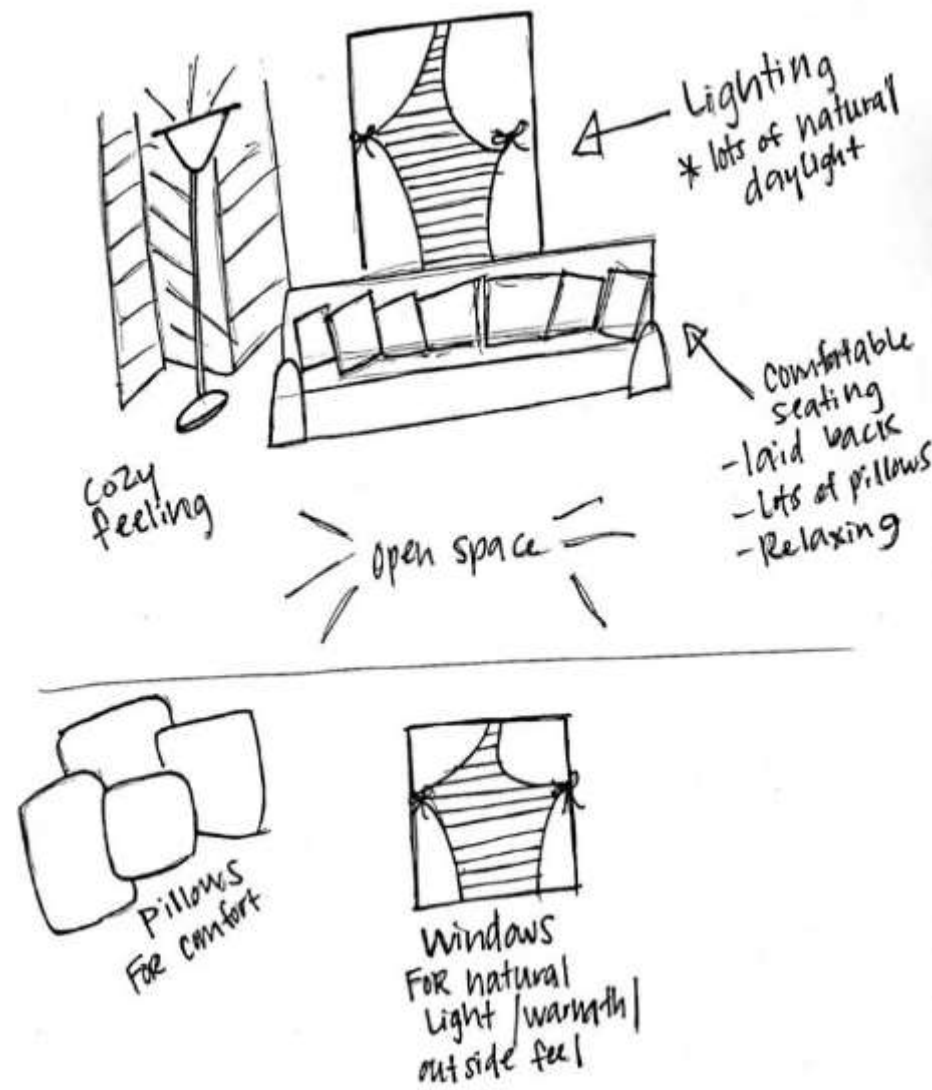 Lighting
* lots of natural
daylight
comfortable
seating
- laid back
- Lots of pillows
- Relaxing
cozy
feeling
open space
Pillows
FOR comfort
Windows
FOR natural
Light / warmth /
outside feel